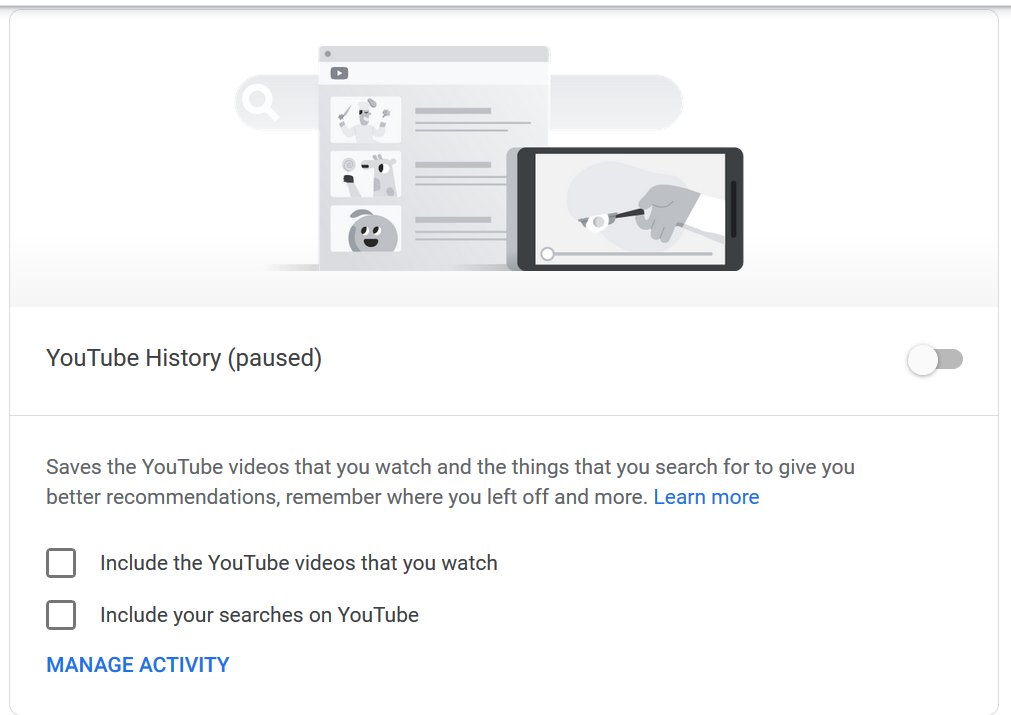 YouTube History (paused)
Saves the YouTube videos that you watch and the things that you search for to give you
better recommendations, remember where you left off and more. Learn more
Include the YouTube videos that you watch
Include your searches on YouTube
MANAGE ACTIVITY